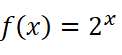 f(x) = 2^x